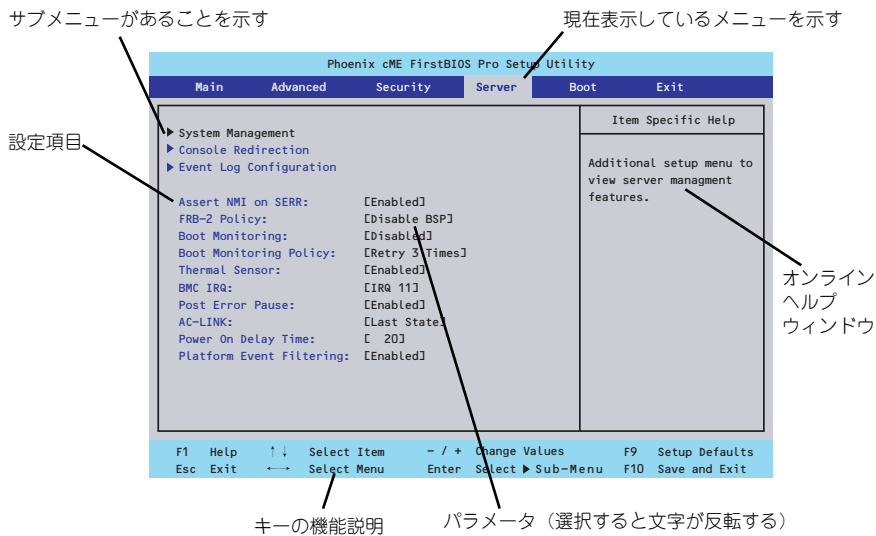 サブメニューがあることを示す
現在表示しているメニューを示す
Phoenix cME FirstBIOS Pro Setup Utility
Main Advanced Security Server Boot Exit
設定項目
▶ System Management
▶ Console Redirection
▶ Event Log Configuration
Assert NMI on SERR: [Enabled]
FRB-2 Policy: [Disable BSP]
Boot Monitoring: [Disabled]
Boot Monitoring Policy: [Retry 3 Times]
Thermal Sensor: [Enabled]
BMC IRQ: [IRQ 11]
Post Error Pause: [Enabled]
AC-LINK: [Last State]
Power On Delay Time: [ 20]
Platform Event Filtering: [Enabled]
Item Specific Help
Additional setup menu to
view server managment
features.
オンライン
ヘルプ
ウィンドウ
F1 Help ↑↓ Select Item - / + Change Values F9 Setup Defaults
Esc Exit ←→ Select Menu Enter Select ▶ Sub-Menu F10 Save and Exit
キーの機能説明
パラメータ（選択すると文字が反転する）